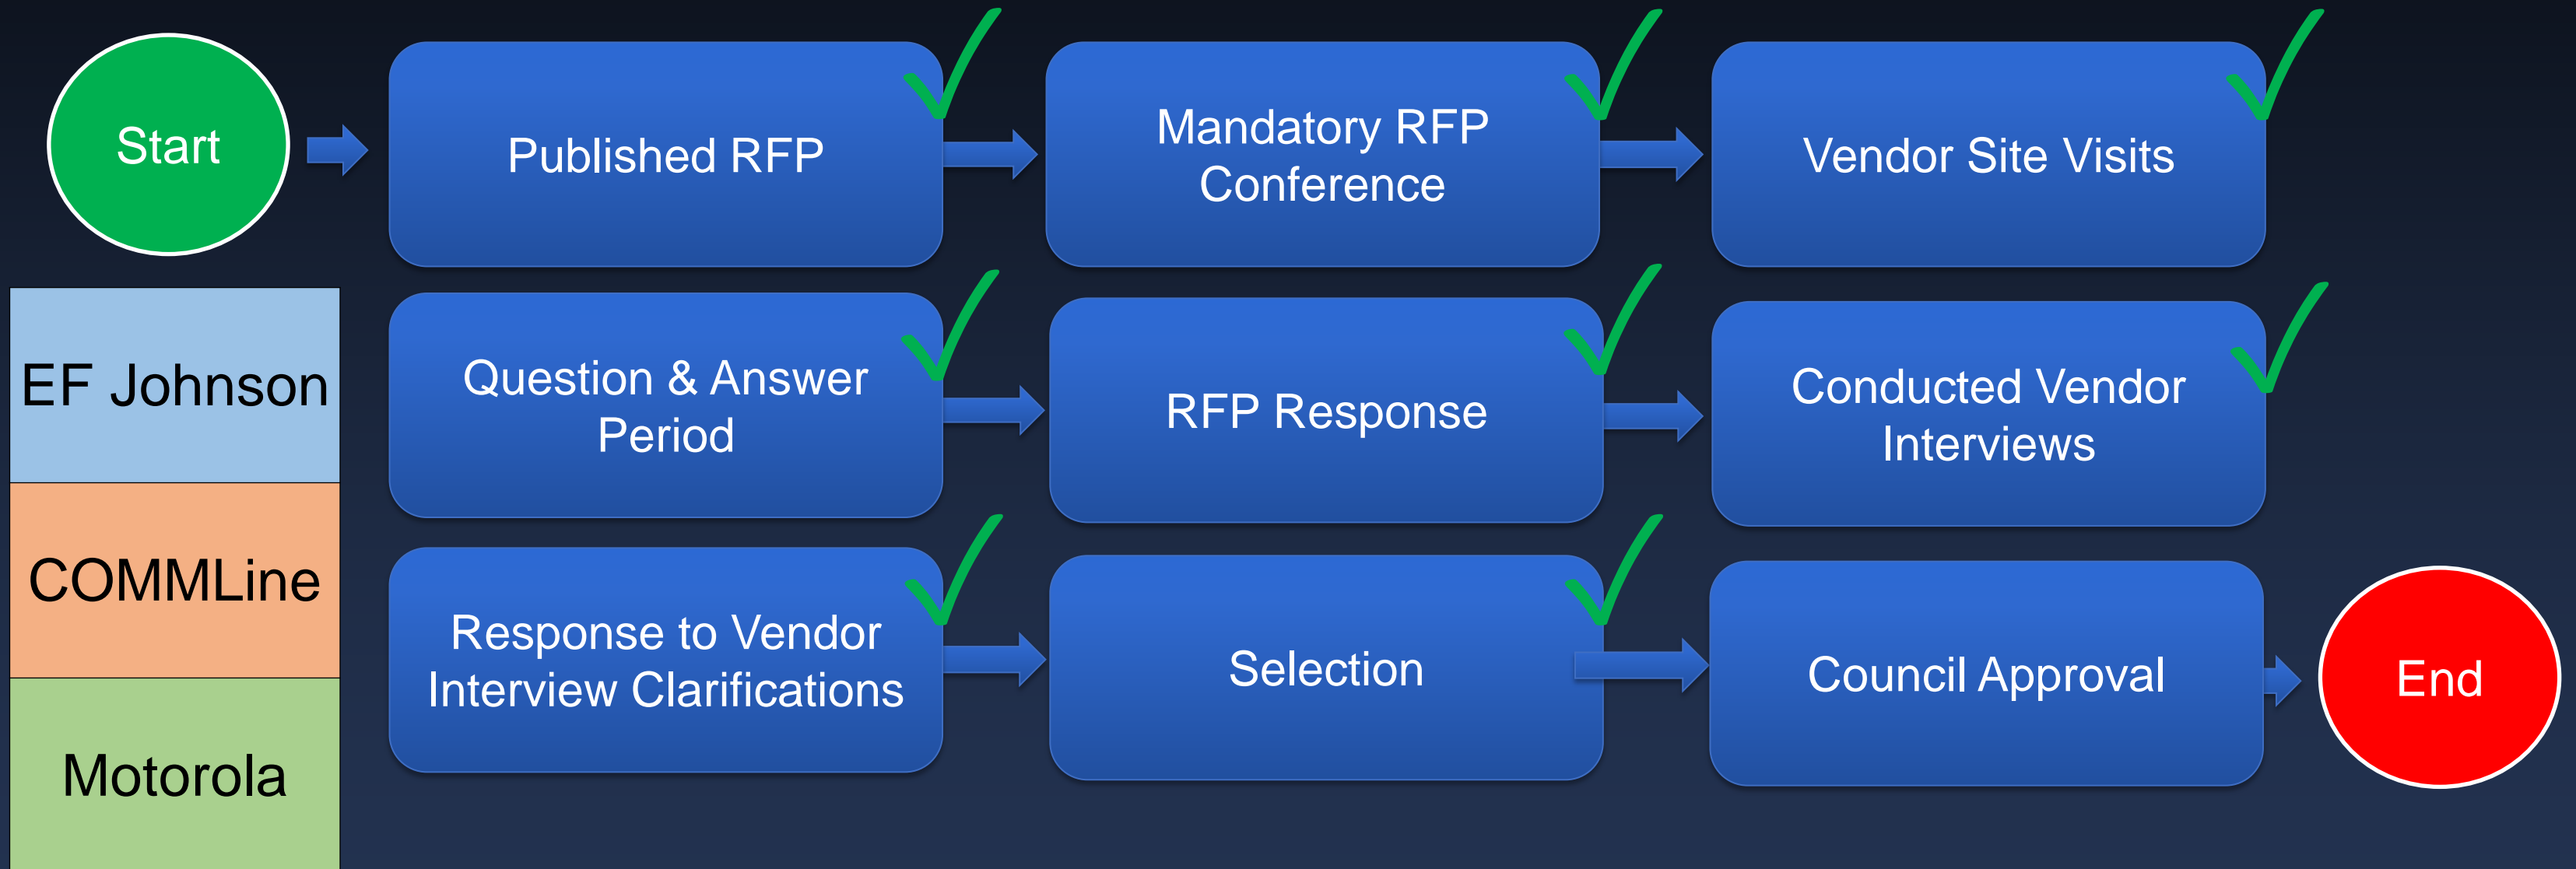 Start
Published RFP
Mandatory RFP
Conference
Vendor Site Visits
EF Johnson
COMMLine
Motorola
Question & Answer
Period
RFP Response
Conducted Vendor
Interviews
Response to Vendor
Interview Clarifications
Selection
Council Approval
End